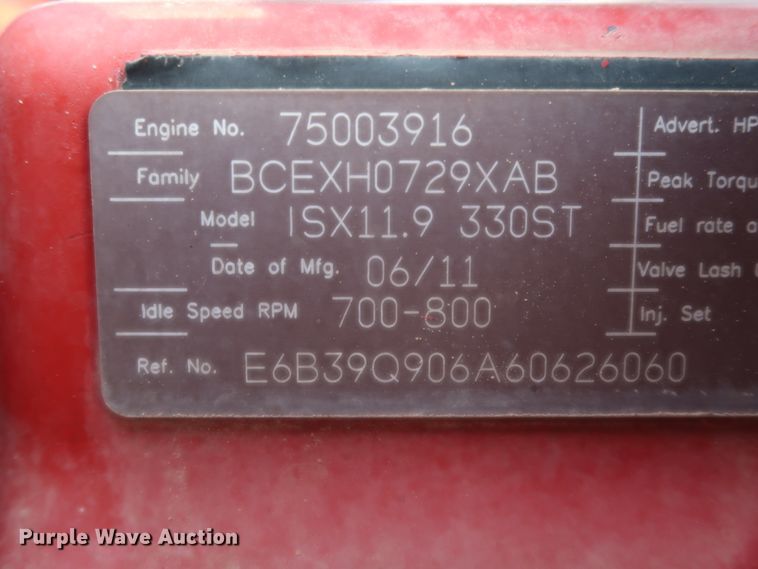 Engine No. 75003916
Family BCEXH0729XAB
Model ISX11.9 330ST
Date of Mfg. 06/11
Idle Speed RPM 700-800
Ref. No. E6B39Q906A60626060
Advert. HP
Peak Torqu
Fuel rate a
Valve Lash
Inj. Set
Purple Wave Auction